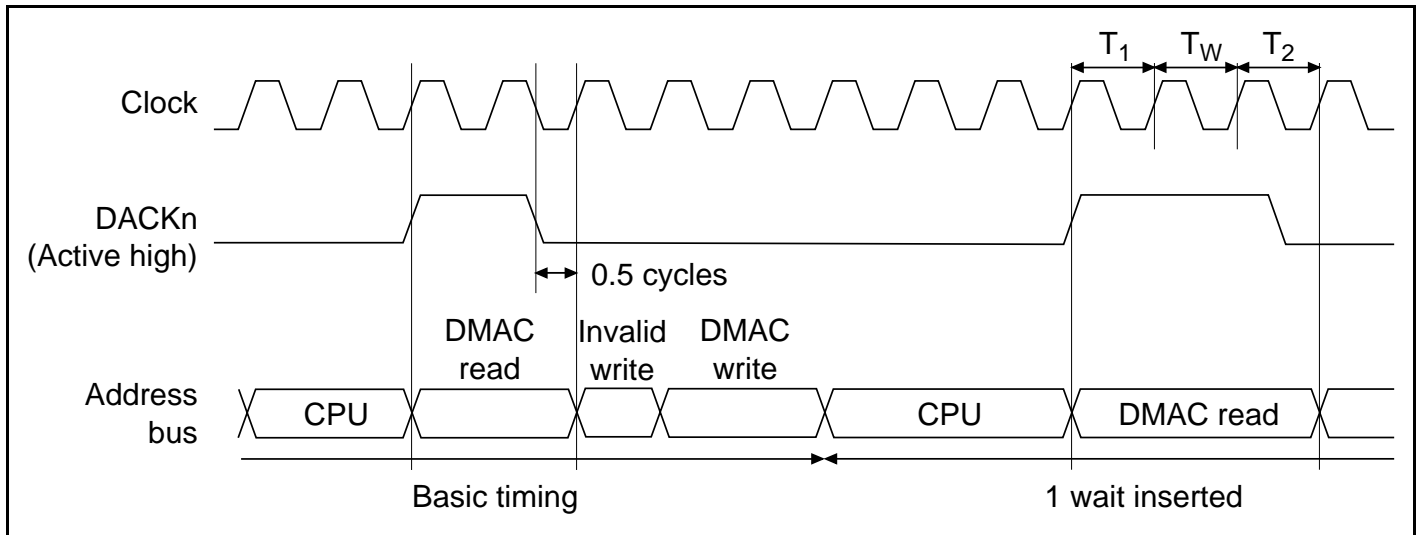 T1 TW T2
Clock
DACKn
(Active high)
0.5 cycles
DMAC
read
Invalid
write
DMAC
write
Address
bus
CPU
CPU
DMAC read
Basic timing
1 wait inserted